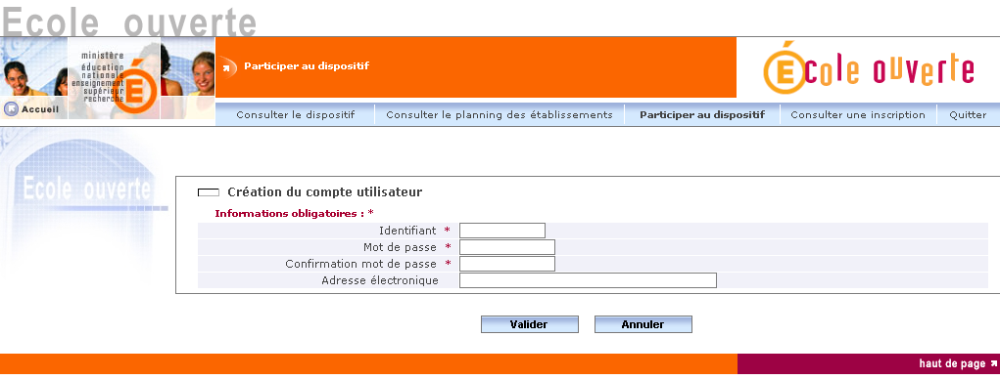 Ecole ouverte
ministère
éducation
nationale
enseignement
supérieur
recherche
É
Participer au dispositif
École ouverte
Accueil
Consulter le dispositif
Consulter le planning des établissements
Participer au dispositif
Consulter une inscription
Quitter
Ecole ouverte
Création du compte utilisateur
Informations obligatoires : *
Identifiant *
Mot de passe *
Confirmation mot de passe *
Adresse électronique
Valider
Annuler
haut de page